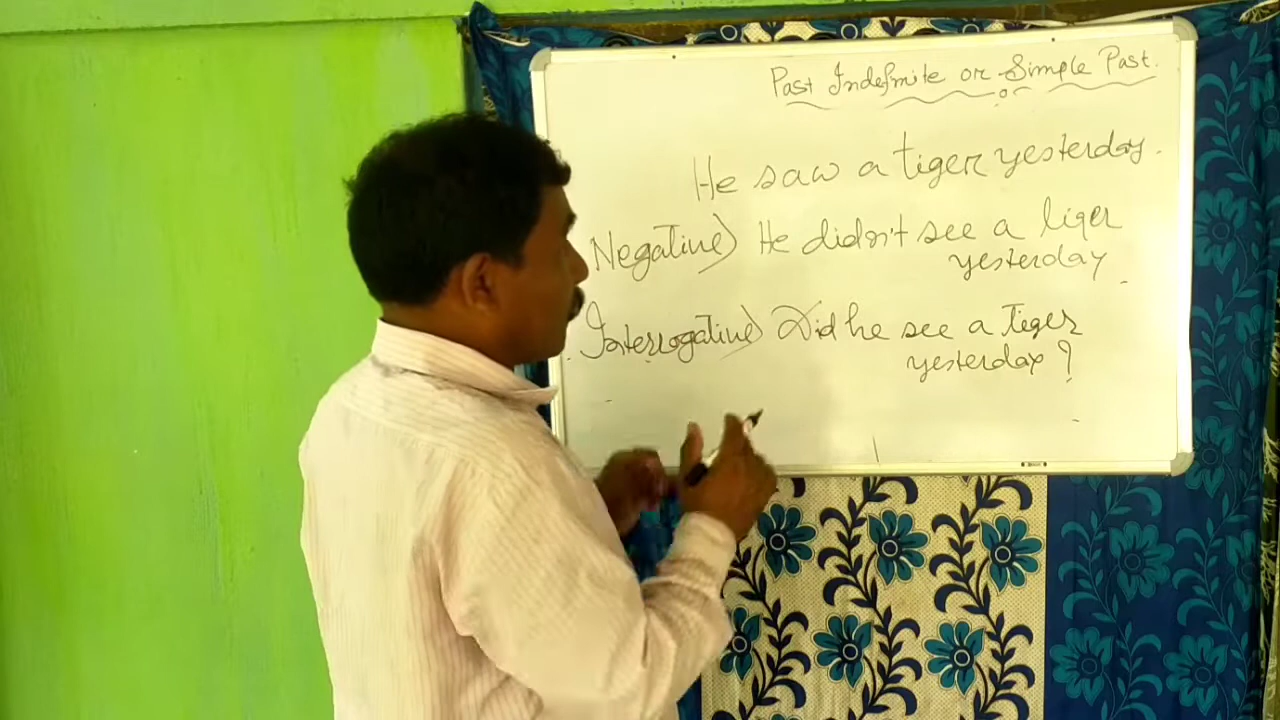 Past Indefinite or Simple Past.
He saw a tiger yesterday.
Negative) He didn't see a tiger
yesterday.
Interrogative) Did he see a tiger
yesterday?